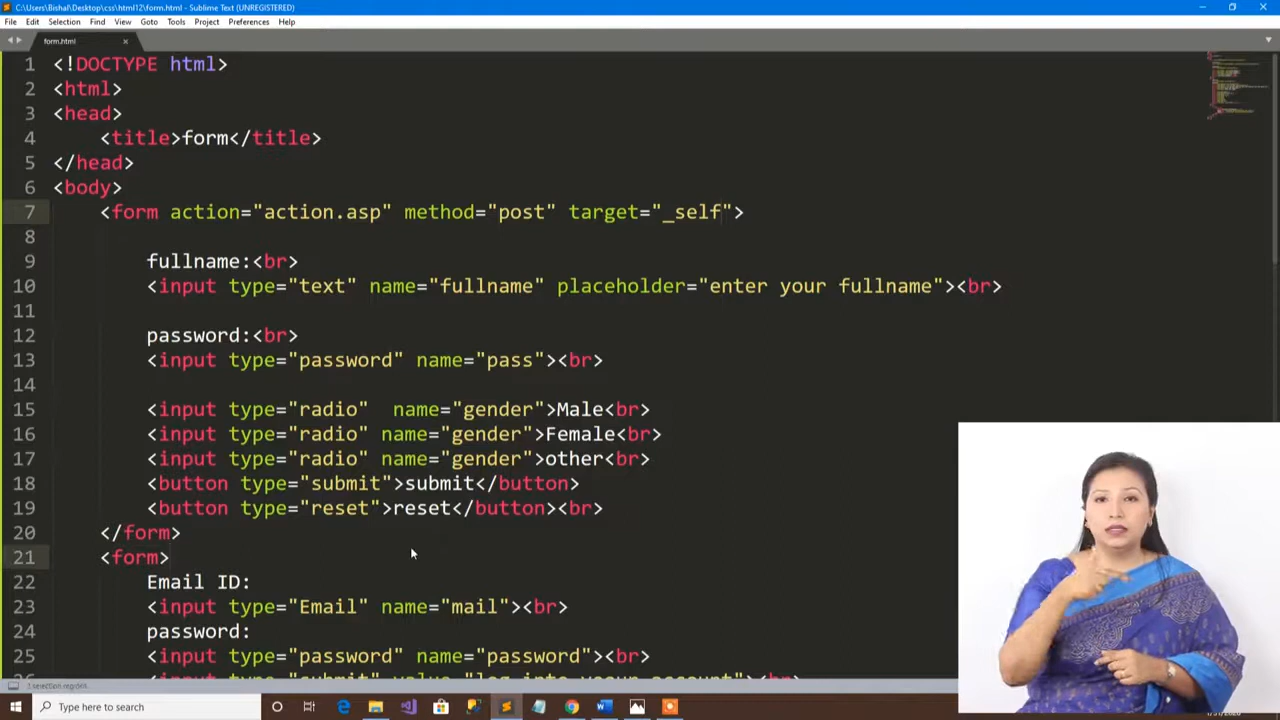 C:\Users\Bishal\Desktop\css\html12\form.html - Sublime Text (UNREGISTERED)
File Edit Selection Find View Goto Tools Project Preferences Help
form.html
1 <!DOCTYPE html>
2 <html>
3 <head>
4 <title>form</title>
5 </head>
6 <body>
7 <form action="action.asp" method="post" target="_self">
8
9 fullname:<br>
10 <input type="text" name="fullname" placeholder="enter your fullname"><br>
11
12 password:<br>
13 <input type="password" name="pass"><br>
14
15 <input type="radio"  name="gender">Male<br>
16 <input type="radio" name="gender">Female<br>
17 <input type="radio" name="gender">other<br>
18 <button type="submit">submit</button>
19 <button type="reset">reset</button><br>
20 </form>
21 <form>
22 Email ID:
23 <input type="Email" name="mail"><br>
24 password:
25 <input type="password" name="password"><br>
Type here to search